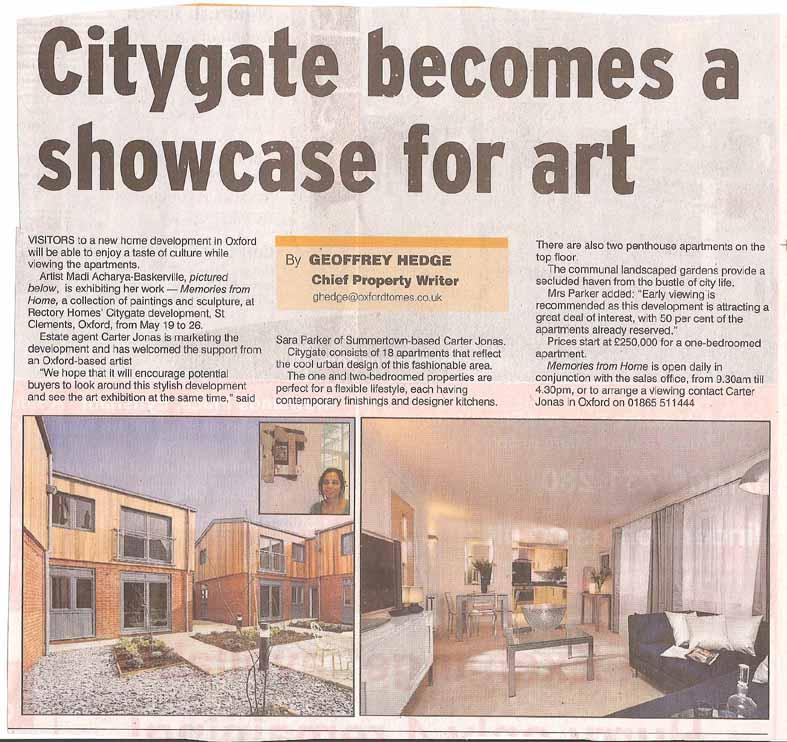 Citygate becomes a
showcase for art
VISITORS to a new home development in Oxford
will be able to enjoy a taste of culture while
viewing the apartments.
Artist Madi Acharya-Baskerville, pictured
below, is exhibiting her work — Memories from
Home, a collection of paintings and sculpture, at
Rectory Homes' Citygate development, St
Clements, Oxford, from May 19 to 26.
Estate agent Carter Jonas is marketing the
development and has welcomed the support from
an Oxford-based artist
"We hope that it will encourage potential
buyers to look around this stylish development
and see the art exhibition at the same time," said
By GEOFFREY HEDGE
Chief Property Writer
ghedge@oxfordtomes.co.uk
Sara Parker of Summertown-based Carter Jonas.
Citygate consists of 18 apartments that reflect
the cool urban design of this fashionable area.
The one and two-bedroomed properties are
perfect for a flexible lifestyle, each having
contemporary finishings and designer kitchens.
There are also two penthouse apartments on the
top floor.
The communal landscaped gardens provide a
secluded haven from the bustle of city life.
Mrs Parker added: "Early viewing is
recommended as this development is attracting a
great deal of interest, with 50 per cent of the
apartments already reserved."
Prices start at £250,000 for a one-bedroomed
apartment.
Memories from Home is open daily in
conjunction with the sales office, from 9.30am till
4.30pm, or to arrange a viewing contact Carter
Jonas in Oxford on 01865 511444